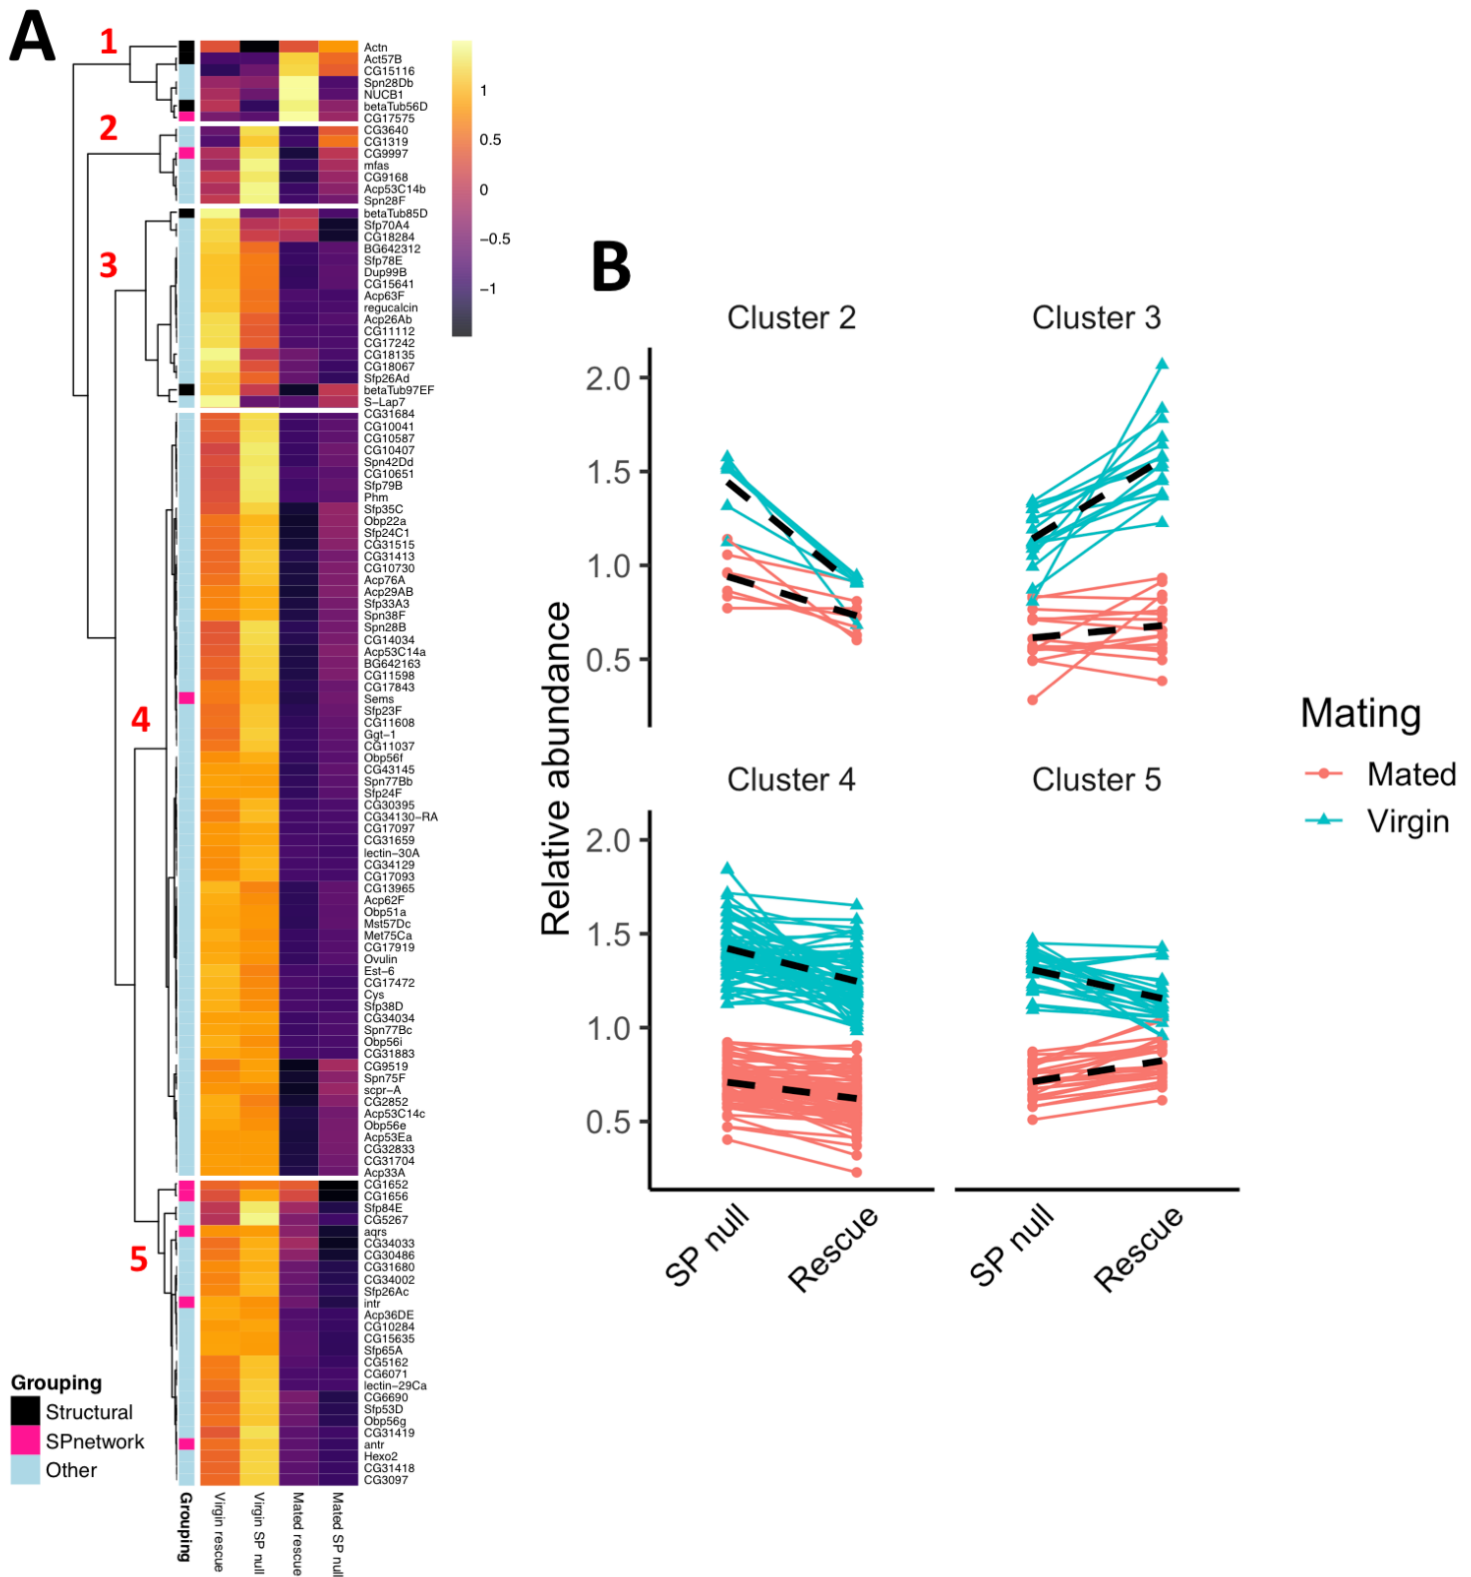 A
1
2
3
4
5
Actn
Act57B
CG15116
Spn28Db
NUCB1
betaTub56D
CG17575
CG3640
CG1319
CG9997
mfas
CG9168
Acp53C14b
Spn28F
betaTub85D
Sfp70A4
CG18284
BG642312
Sfp78E
Dup99B
CG15641
Acp63F
regucalcin
Acp26Ab
CG11112
CG17242
CG18135
CG18067
Sfp26Ad
betaTub97EF
S-Lap7
CG31684
CG10041
CG10587
CG10407
Spn42Dd
CG10651
Sfp79B
Phm
Sfp35C
Obp22a
Sfp24C1
CG31515
CG31413
CG10730
Acp76A
Acp29AB
Sfp33A3
Spn38F
Spn28B
CG14034
Acp53C14a
BG642163
CG11598
CG17843
Sems
Sfp23F
CG11608
Ggt-1
CG11037
Obp56f
CG43145
Spn77Bb
Sfp24F
CG30395
CG34130-RA
CG17097
CG31659
lectin-30A
CG34129
CG17093
CG13965
Acp62F
Obp51a
Mst57Dc
Met75Ca
CG17919
Ovulin
Est-6
CG17472
Cys
Sfp38D
CG34034
Spn77Bc
Obp56i
CG31883
CG9519
Spn75F
scpr-A
CG2852
Acp53C14c
Obp56e
Acp53Ea
CG32833
CG31704
Acp33A
CG1652
CG1656
Sfp84E
CG5267
aqrs
CG34033
CG30486
CG31680
CG34002
Sfp26Ac
intr
Acp36DE
CG10284
CG15635
Sfp65A
CG5162
CG6071
lectin-29Ca
CG6690
Sfp53D
Obp56g
CG31419
antr
Hexo2
CG31418
CG3097
1
0.5
0
-0.5
-1
Grouping
Structural
SPnetwork
Other
Grouping
Virgin rescue
Virgin SP null
Mated rescue
Mated SP null
B
Cluster 2
Cluster 3
2.0
1.5
1.0
0.5
Relative abundance
Cluster 4
Cluster 5
2.0
1.5
1.0
0.5
SP null
Rescue
SP null
Rescue
Mating
Mated
Virgin